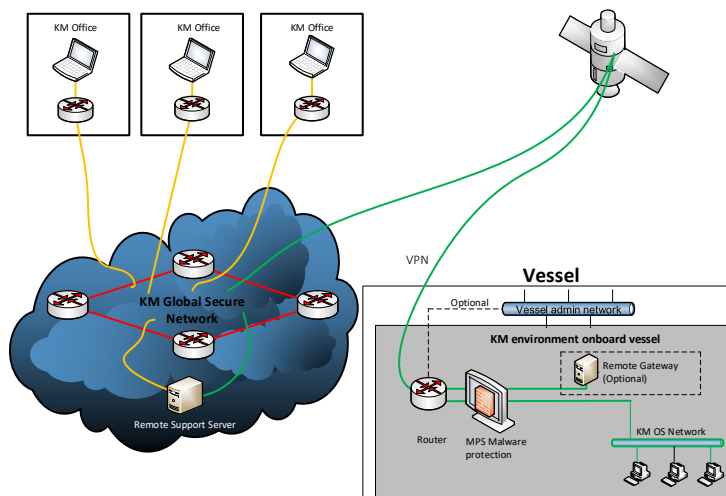 KM Office
KM Office
KM Office
VPN
Vessel
Optional
Vessel admin network
KM Global Secure
Network
KM environment onboard vessel
Remote Gateway
(Optional)
Remote Support Server
Router
MPS Malware
protection
KM OS Network